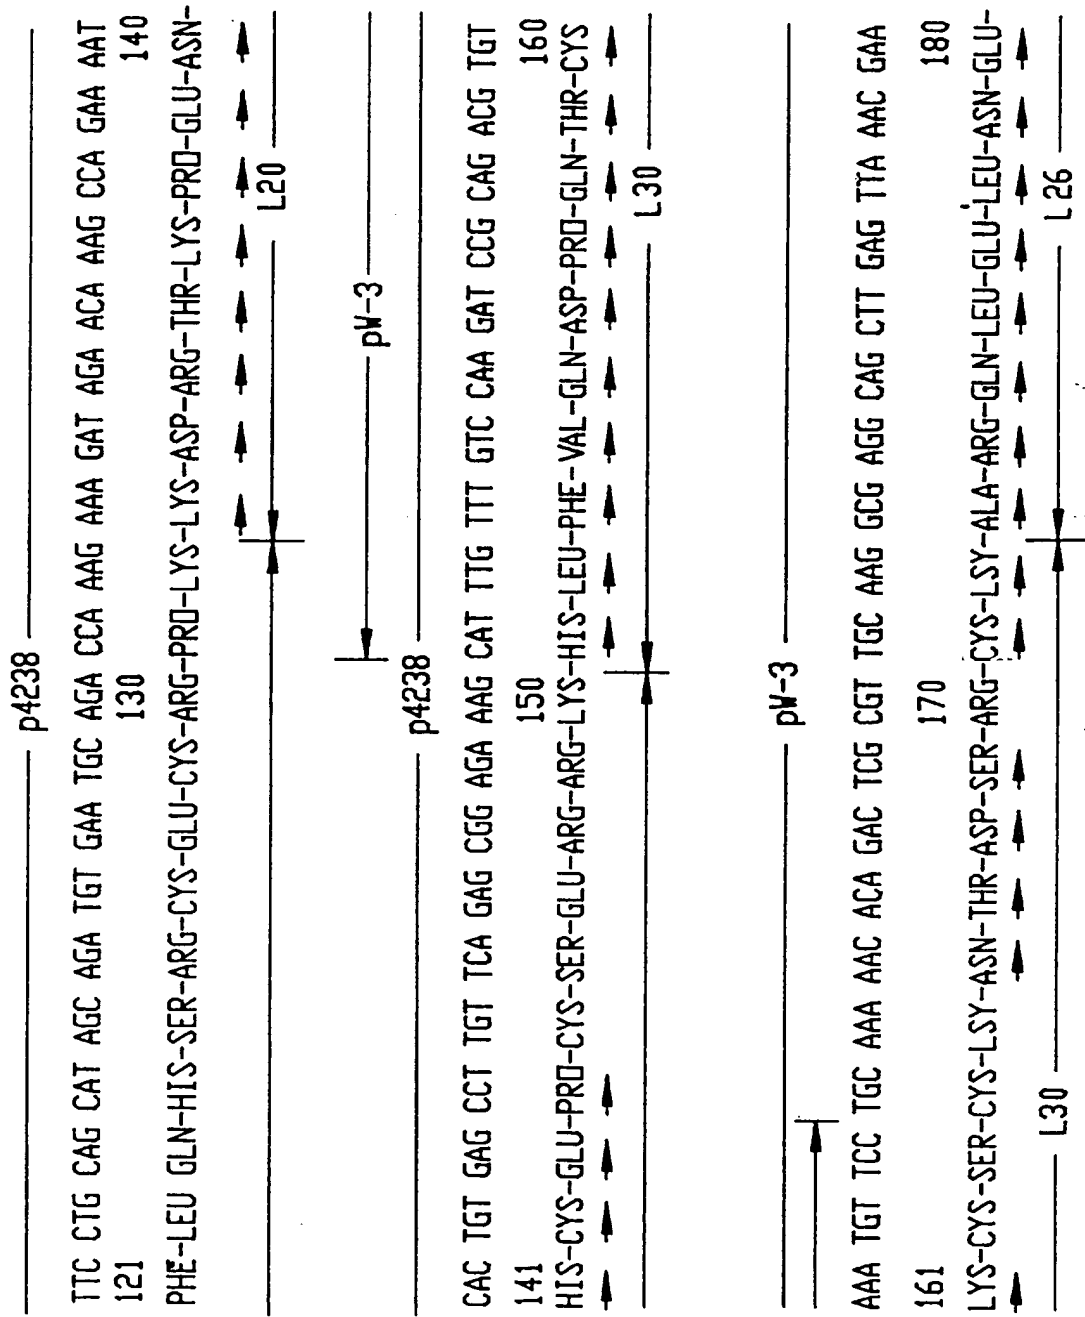 p4238
TTC CTG CAG CAT AGC AGA TGT GAA TGC AGA CCA AAG AAA GAT AGA ACA AAG CCA GAA AAT
121 130 140
PHE-LEU GLN-HIS-SER-ARG-CYS-GLU-CYS-ARG-PRO-LYS-LYS-ASP-ARG-THR-LYS-PRO-GLU-ASN-
L20
pW-3
p4238
CAC TGT GAG CCT TGT TCA GAG CGG AGA AAG CAT TTG TTT GTC CAA GAT CCG CAG ACG TGT
141 150 160
HIS-CYS-GLU-PRO-CYS-SER-GLU-ARG-ARG-LYS-HIS-LEU-PHE-VAL-GLN-ASP-PRO-GLN-THR-CYS
L30
pW-3
AAA TGT TCC TGC AAA AAC ACA GAC TCG CGT TGC AAG GCG AGG CAG CTT GAG TTA AAC GAA
161 170 180
LYS-CYS-SER-CYS-LSY-ASN-THR-ASP-SER-ARG-CYS-LSY-ALA-ARG-GLN-LEU-GLU-LEU-ASN-GLU-
L30 L26